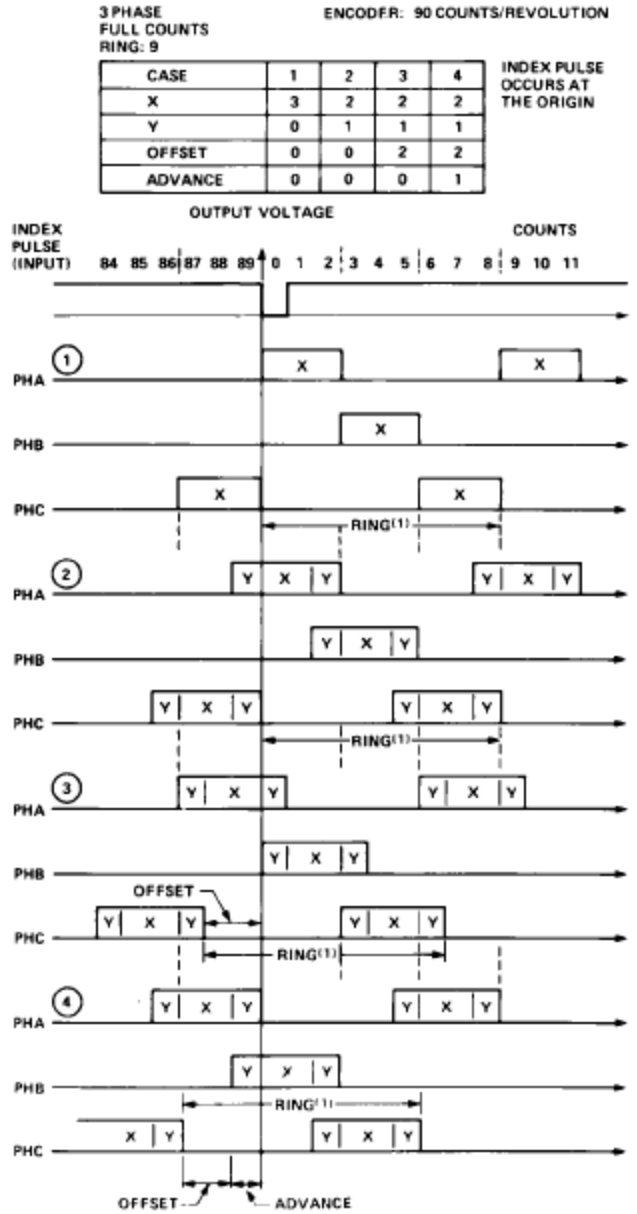 3 PHASE
FULL COUNTS
RING: 9
ENCODER: 90 COUNTS/REVOLUTION
CASE 1 2 3 4
X 3 2 2 2
Y 0 1 1 1
OFFSET 0 0 2 2
ADVANCE 0 0 0 1
INDEX PULSE
OCCURS AT
THE ORIGIN
OUTPUT VOLTAGE
INDEX
PULSE
(INPUT)
COUNTS
84 85 86 87 88 89 0 1 2 3 4 5 6 7 8 9 10 11
1
PHA X X
PHB X
PHC X X
RING(1)
2
PHA Y X Y Y X Y
PHB Y X Y
PHC Y X Y Y X Y
RING(1)
3
PHA Y X Y Y X Y
PHB Y X Y
OFFSET
PHC Y X Y Y X Y
RING(1)
4
PHA Y X Y Y X Y
PHB Y X Y
RING(1)
PHC X Y Y X Y
OFFSET ADVANCE